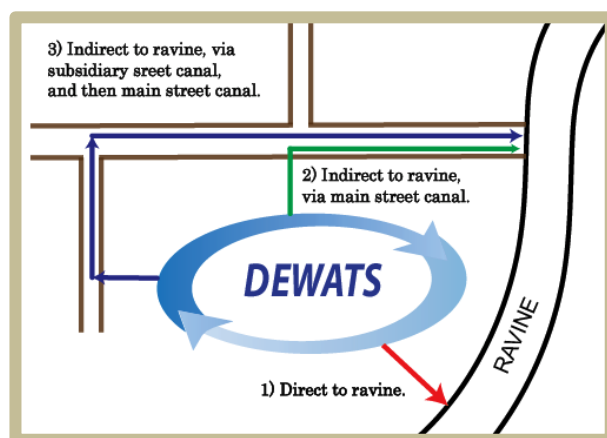 3) Indirect to ravine, via
subsidiary sreet canal,
and then main street canal.
2) Indirect to ravine,
via main street canal.
DEWATS
RAVINE
1) Direct to ravine.